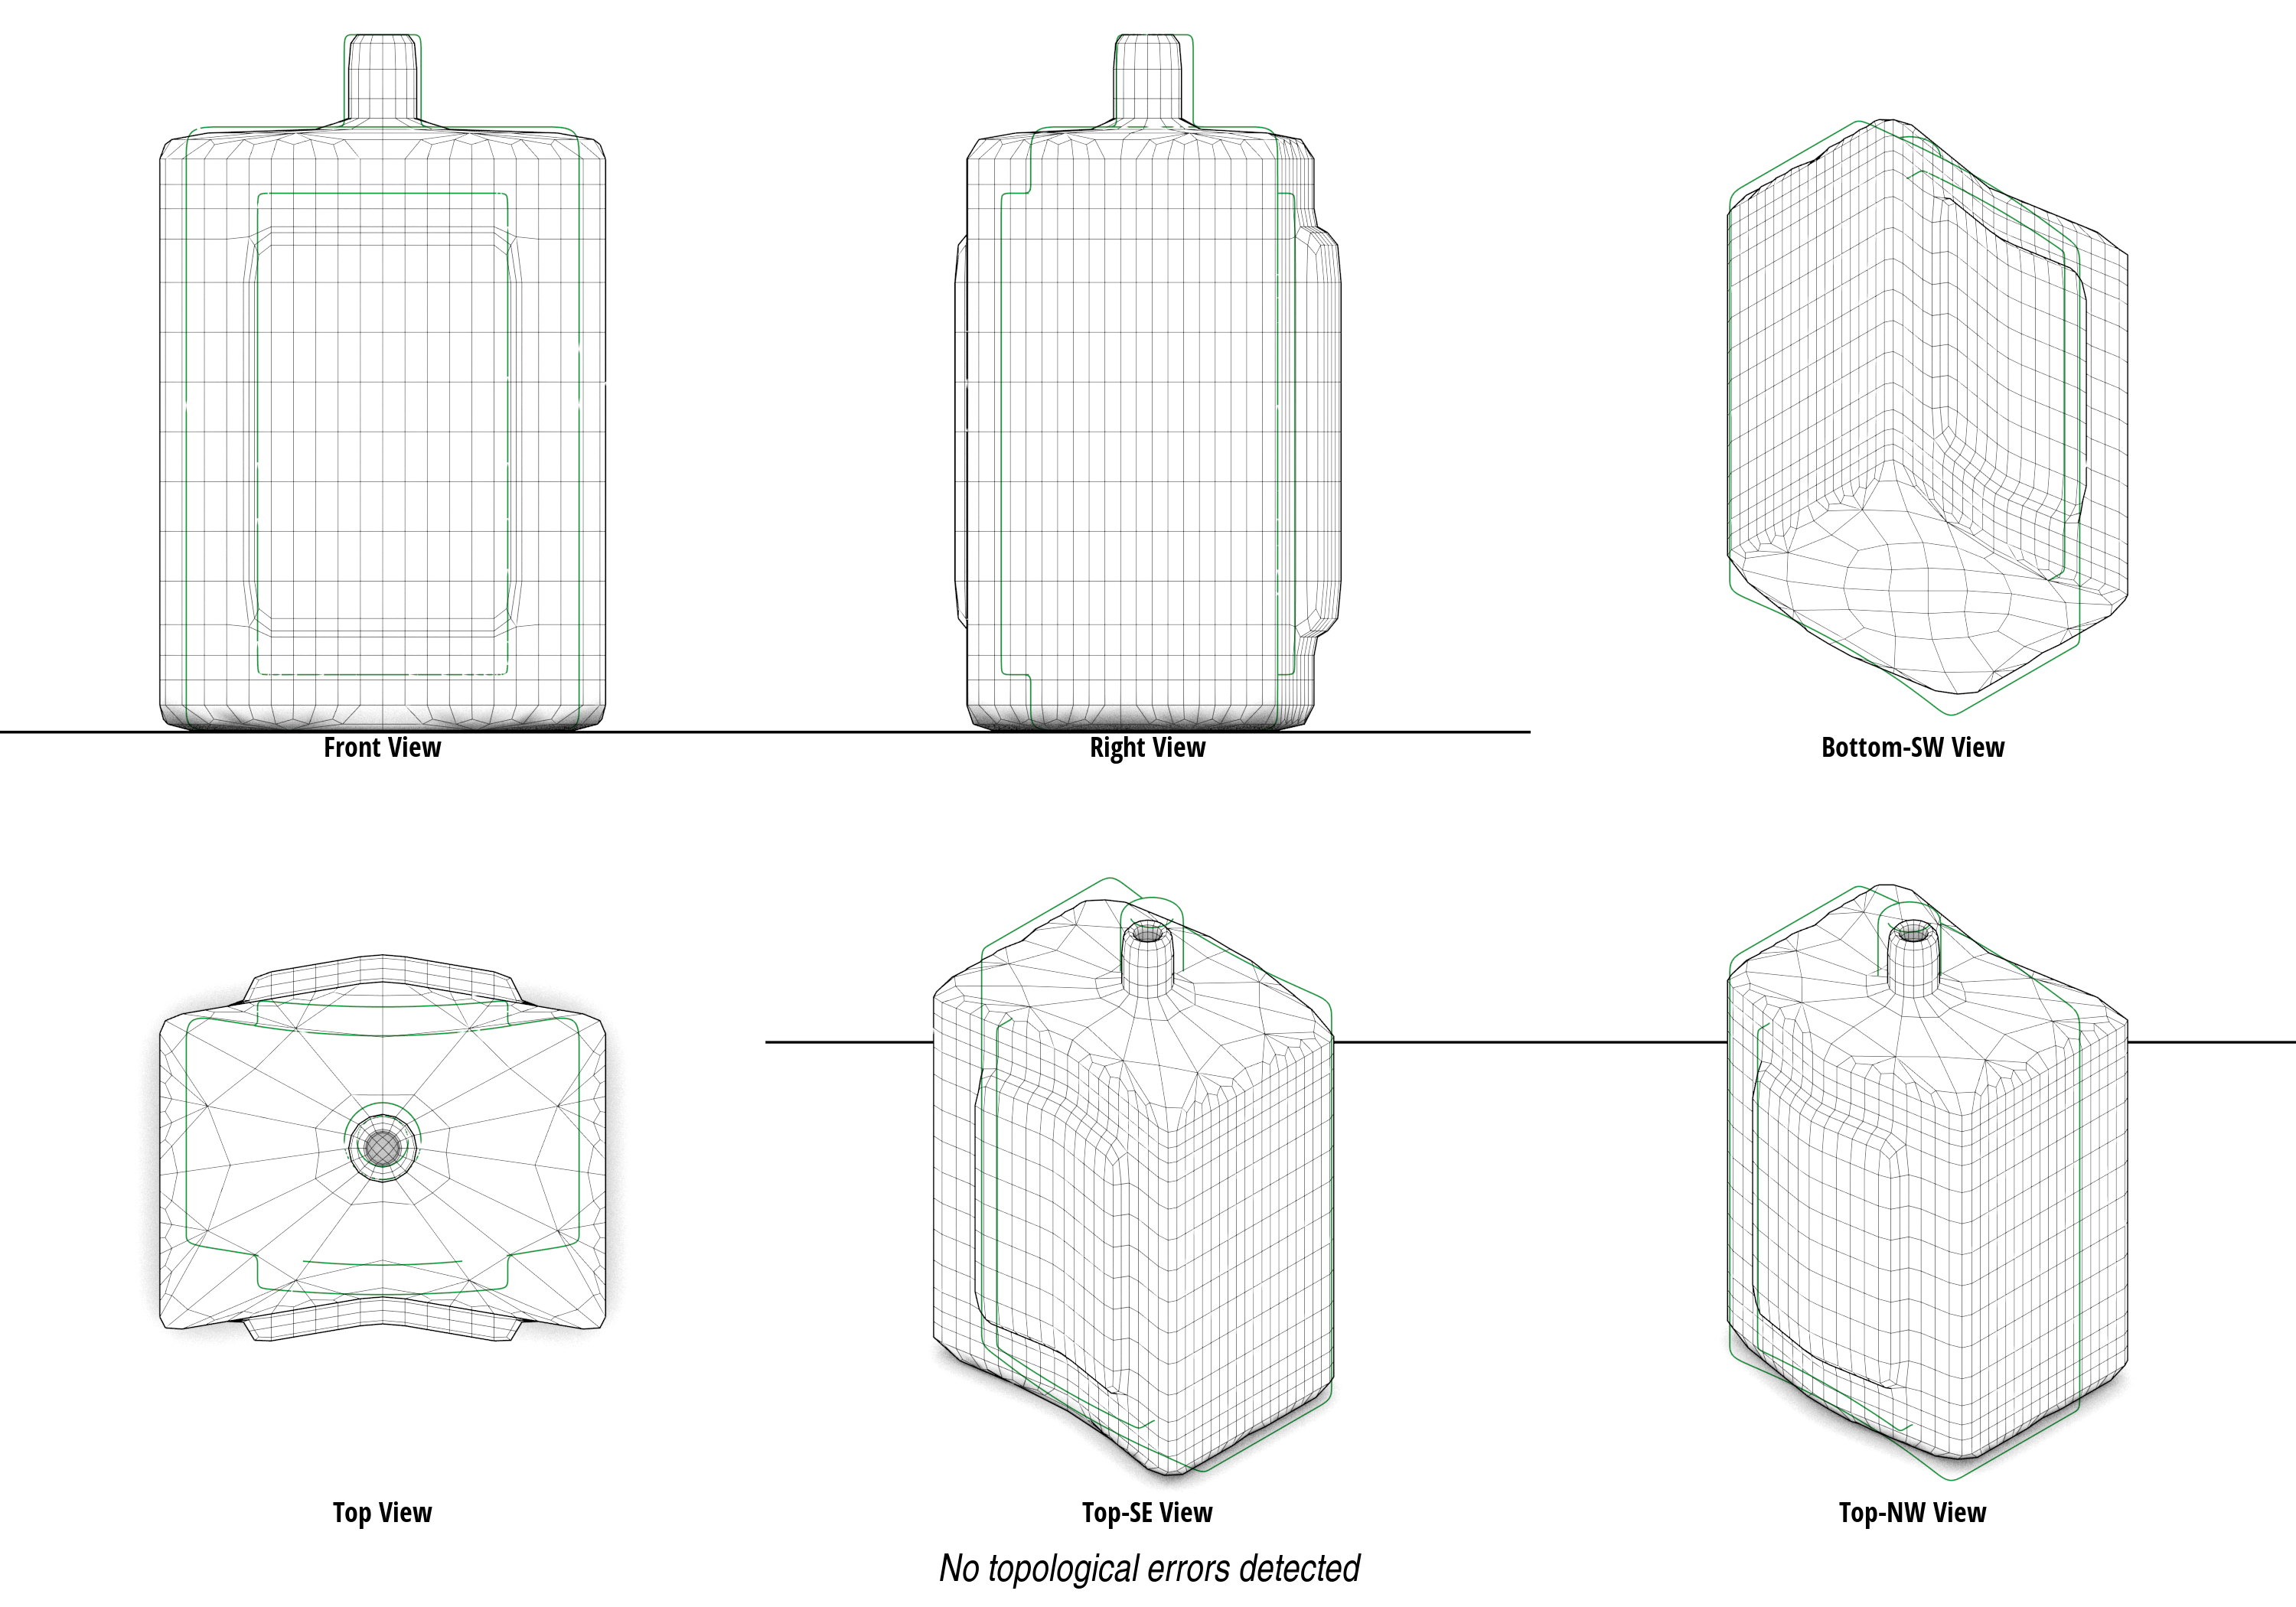 Front View
Right View
Bottom-SW View
Top View
Top-SE View
Top-NW View
No topological errors detected